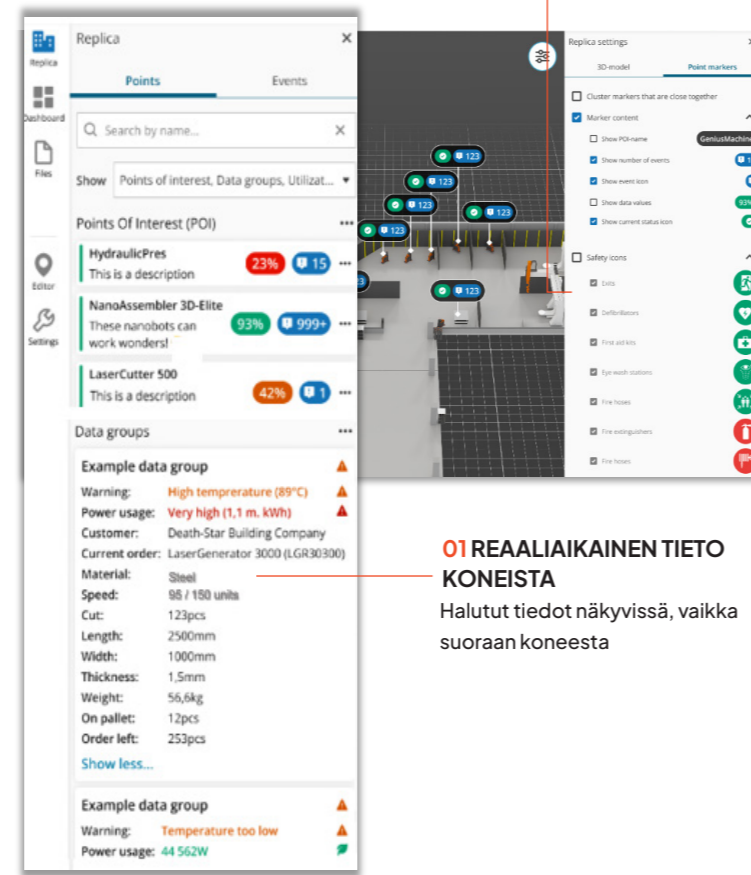 Replica
Dashboard
Files
Editor
Settings
Replica
Points
Events
Search by name...
Show
Points of interest, Data groups, Utilizat...
Points Of Interest (POI)
HydraulicPres
This is a description
23%
15
NanoAssembler 3D-Elite
These nanobots can
work wonders!
93%
999+
LaserCutter 500
This is a description
42%
1
Data groups
Example data group
Warning: High temprerature (89°C)
Power usage: Very high (1,1 m. kWh)
Customer: Death-Star Building Company
Current order: LaserGenerator 3000 (LGR30300)
Material: Steel
Speed: 95 / 150 units
Cut: 123pcs
Length: 2500mm
Width: 1000mm
Thickness: 1,5mm
Weight: 56,6kg
On pallet: 12pcs
Order left: 253pcs
Show less...
Example data group
Warning: Temperature too low
Power usage: 44 562W
123
123
123
123
123
123
Replica settings
3D-model
Point markers
Cluster markers that are close together
Marker content
Show POI-name
GeniusMachine
Show number of events
Show event icon
Show data values
93%
Show current status icon
Safety icons
Exits
Defibrillators
First aid kits
Eye wash stations
Fire hoses
Fire extinguishers
Fire hoses
01 REAALIAIKAINEN TIETO
KONEISTA
Halutut tiedot näkyvissä, vaikka
suoraan koneesta